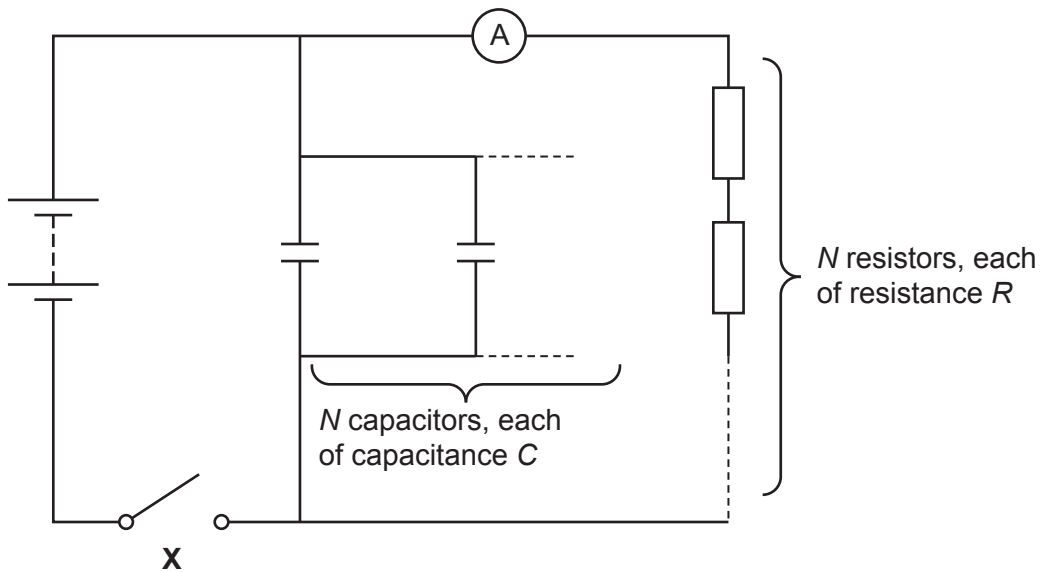 A
N resistors, each
of resistance R
N capacitors, each
of capacitance C
X